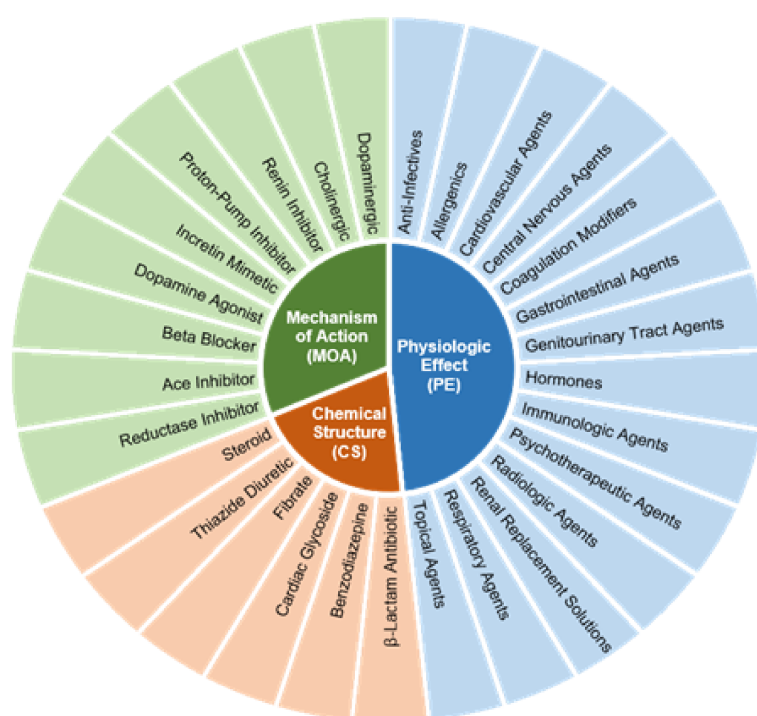 Mechanism
of Action
(MOA)
Physiologic
Effect
(PE)
Chemical
Structure
(CS)
Anti-Infectives
Allergenics
Cardiovascular Agents
Central Nervous Agents
Coagulation Modifiers
Gastrointestinal Agents
Genitourinary Tract Agents
Hormones
Immunologic Agents
Psychotherapeutic Agents
Radiologic Agents
Renal Replacement Solutions
Respiratory Agents
Topical Agents
β-Lactam Antibiotic
Benzodiazepine
Cardiac Glycoside
Fibrate
Thiazide Diuretic
Steroid
Reductase Inhibitor
Ace Inhibitor
Beta Blocker
Dopamine Agonist
Incretin Mimetic
Proton-Pump Inhibitor
Renin Inhibitor
Cholinergic
Dopaminergic